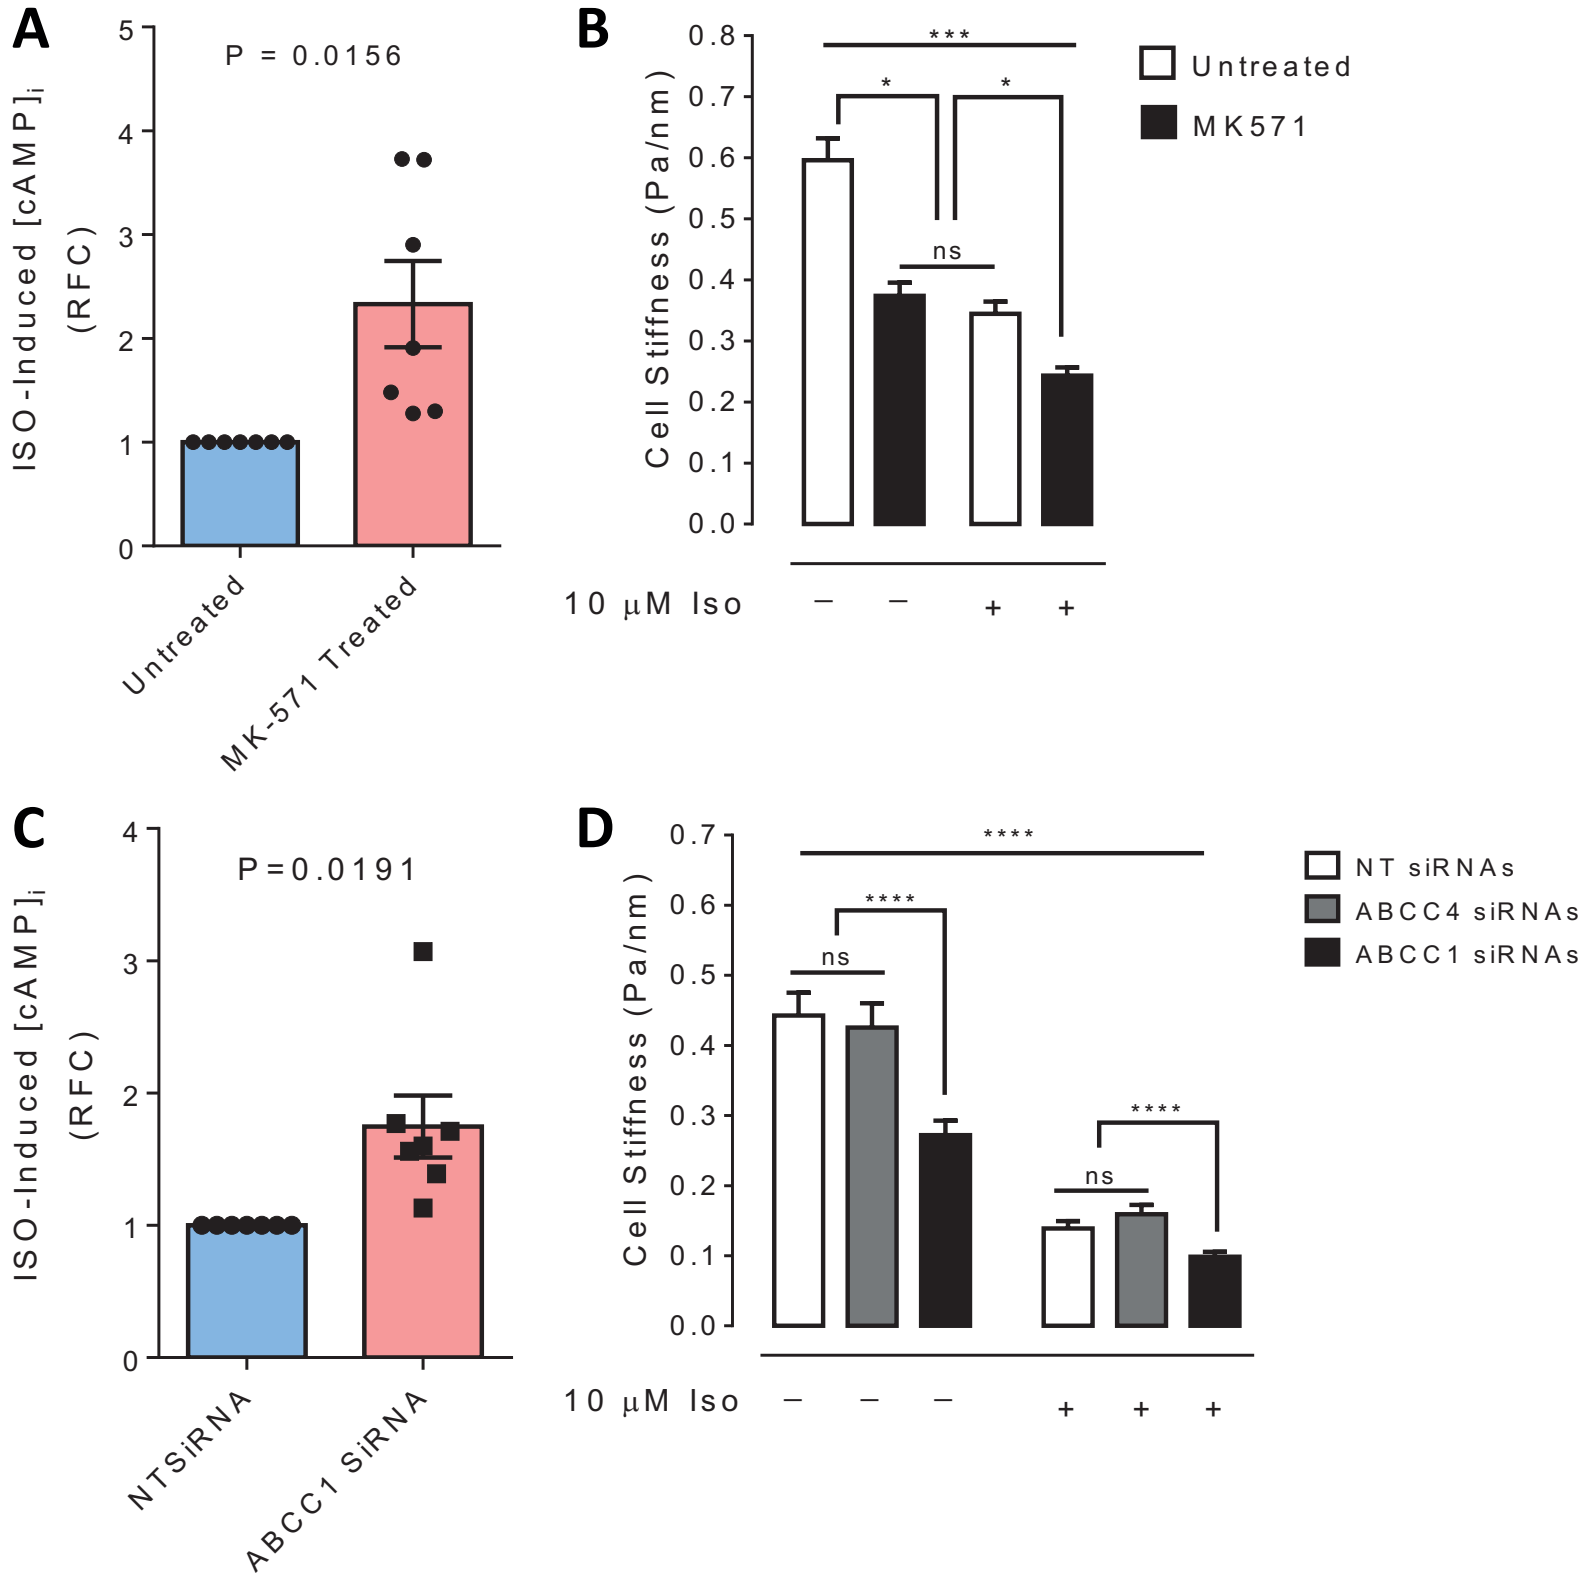 A
P = 0.0156
ISO-Induced [cAMP]i
(RFC)
5
4
3
2
1
0
Untreated
MK-571 Treated
B
Cell Stiffness (Pa/nm)
0.8
0.7
0.6
0.5
0.4
0.3
0.2
0.1
0.0
***
* *
ns
Untreated
MK571
10 μM Iso – – + +
C
P=0.0191
ISO-Induced [cAMP]i
(RFC)
4
3
2
1
0
NTSiRNA
ABCC1 SiRNA
D
Cell Stiffness (Pa/nm)
0.7
0.6
0.5
0.4
0.3
0.2
0.1
0.0
****
****
ns
****
ns
NT siRNAs
ABCC4 siRNAs
ABCC1 siRNAs
10 μM Iso – – – + + +